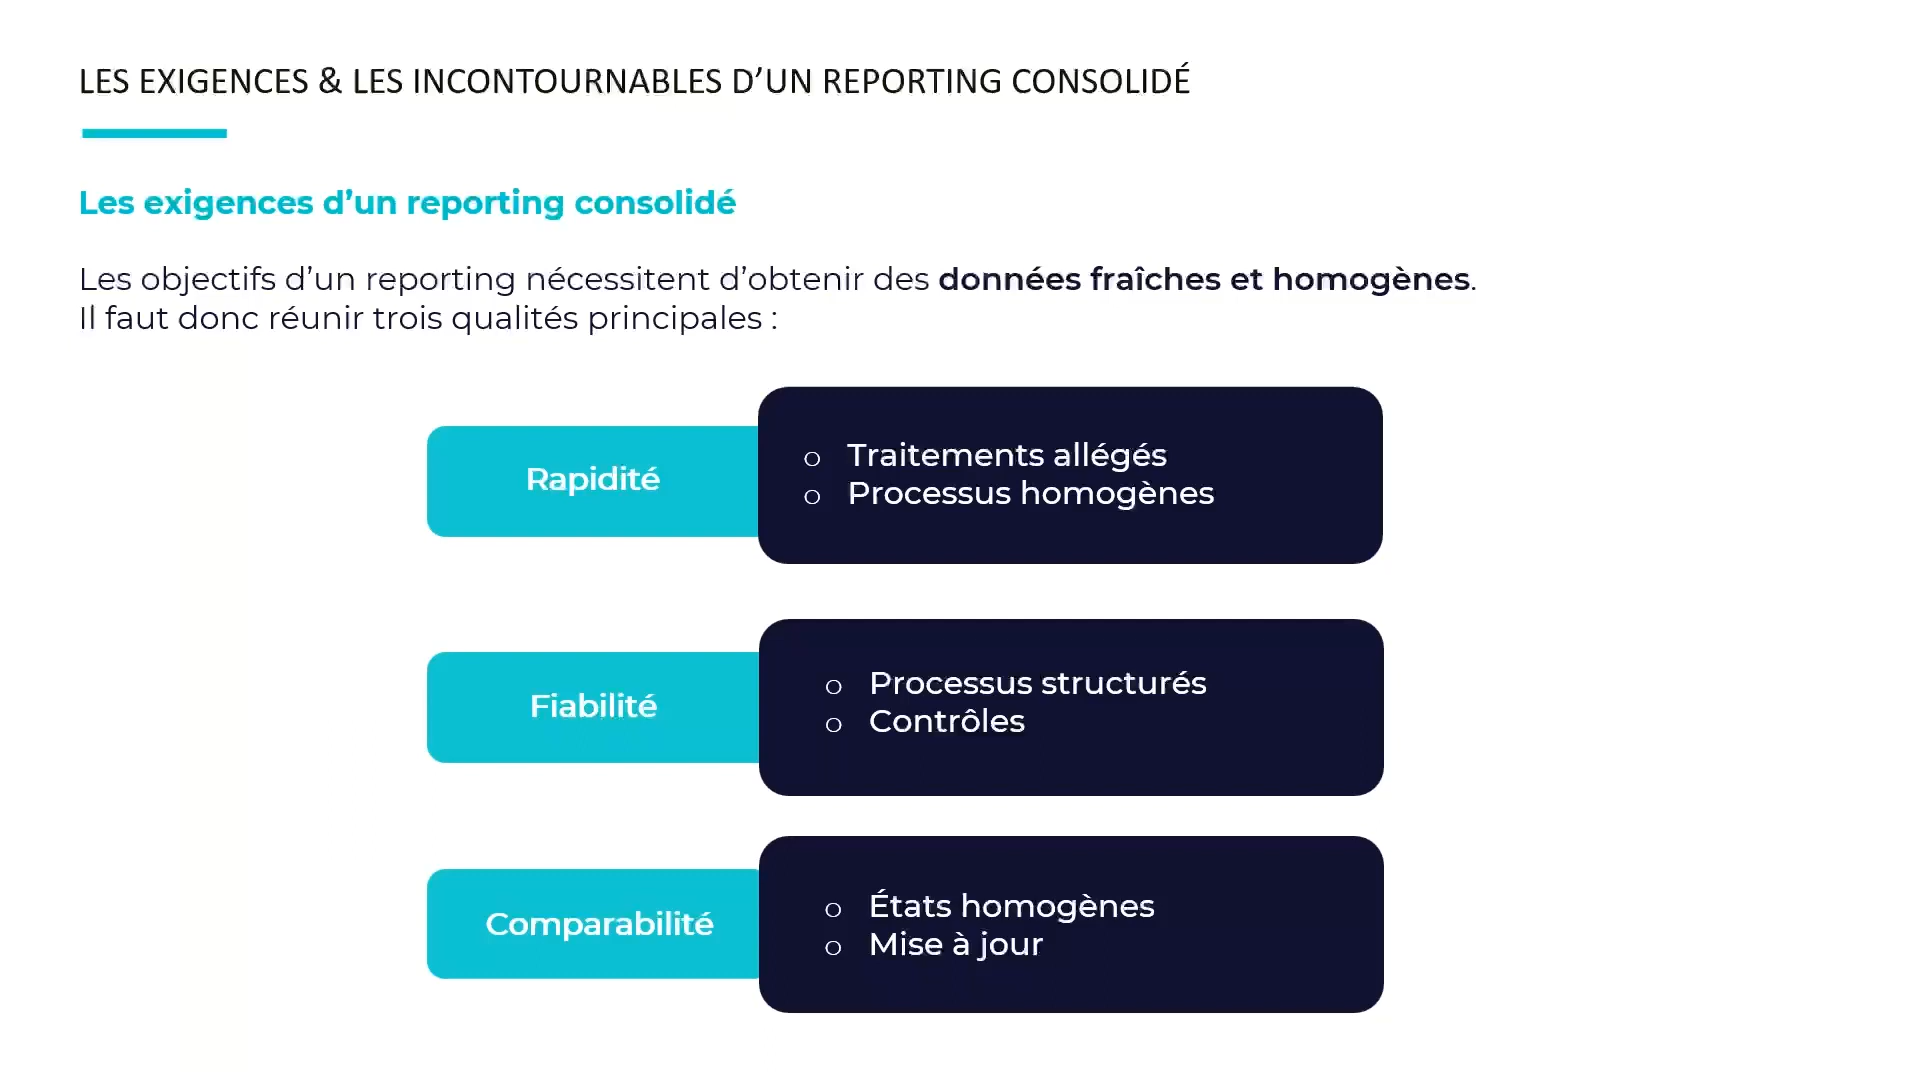 LES EXIGENCES & LES INCONTOURNABLES D’UN REPORTING CONSOLIDÉ
Les exigences d’un reporting consolidé
Les objectifs d’un reporting nécessitent d’obtenir des données fraîches et homogènes.
Il faut donc réunir trois qualités principales :
Rapidité
o Traitements allégés
o Processus homogènes
Fiabilité
o Processus structurés
o Contrôles
Comparabilité
o États homogènes
o Mise à jour